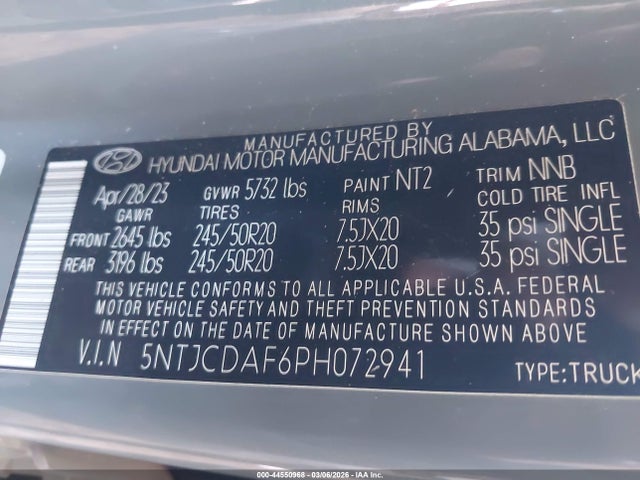 MANUFACTURED BY
HYUNDAI MOTOR MANUFACTURING ALABAMA, LLC
Apr/28/23 GVWR 5732 lbs PAINT NT2 TRIM NNB
GAWR TIRES RIMS COLD TIRE INFL
FRONT 2645 lbs 245/50R20 7.5JX20 35 psi SINGLE
REAR 3196 lbs 245/50R20 7.5JX20 35 psi SINGLE
THIS VEHICLE CONFORMS TO ALL APPLICABLE U.S.A. FEDERAL
MOTOR VEHICLE SAFETY AND THEFT PREVENTION STANDARDS
IN EFFECT ON THE DATE OF MANUFACTURE SHOWN ABOVE
V.I.N 5NTJCDAF6PH072941 TYPE:TRUCK
000 - 44550968 - 03/06/2026 - IAA Inc.